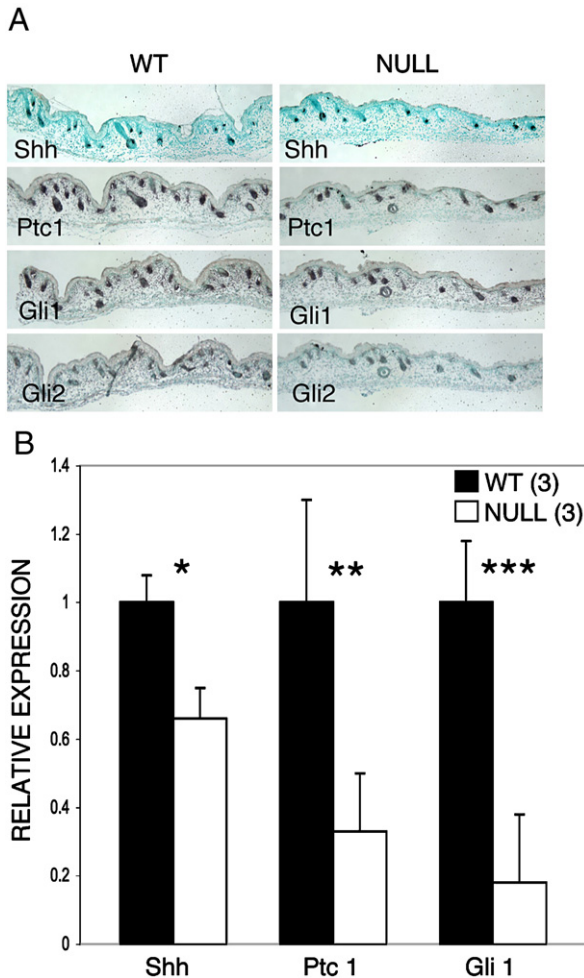 A
WT NULL
Shh Shh
Ptc1 Ptc1
Gli1 Gli1
Gli2 Gli2
B
1.4
WT (3)
NULL (3)
1.2
* ** ***
1
0.8
0.6
0.4
0.2
0
RELATIVE EXPRESSION
Shh Ptc 1 Gli 1